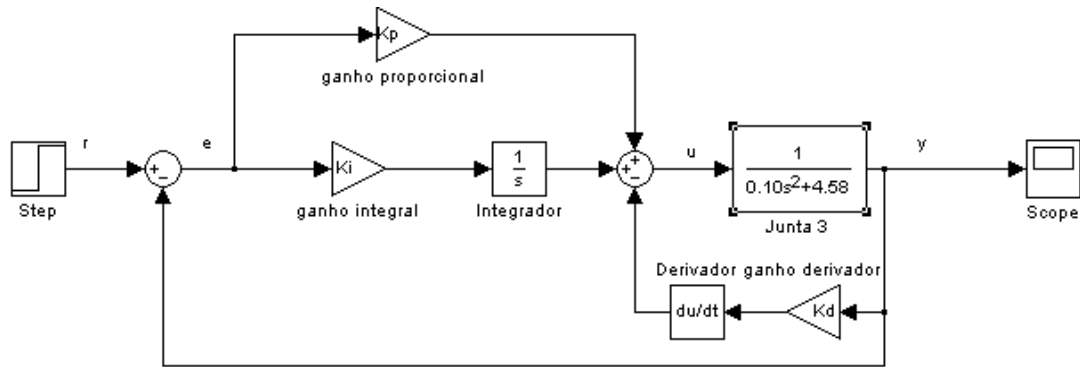 Kp
ganho proporcional
r
e
u
y
+
−
Ki
1
s
+
+
−
1
0.10s²+4.58
Step
ganho integral
Integrador
Junta 3
Scope
Derivador ganho derivador
du/dt
Kd